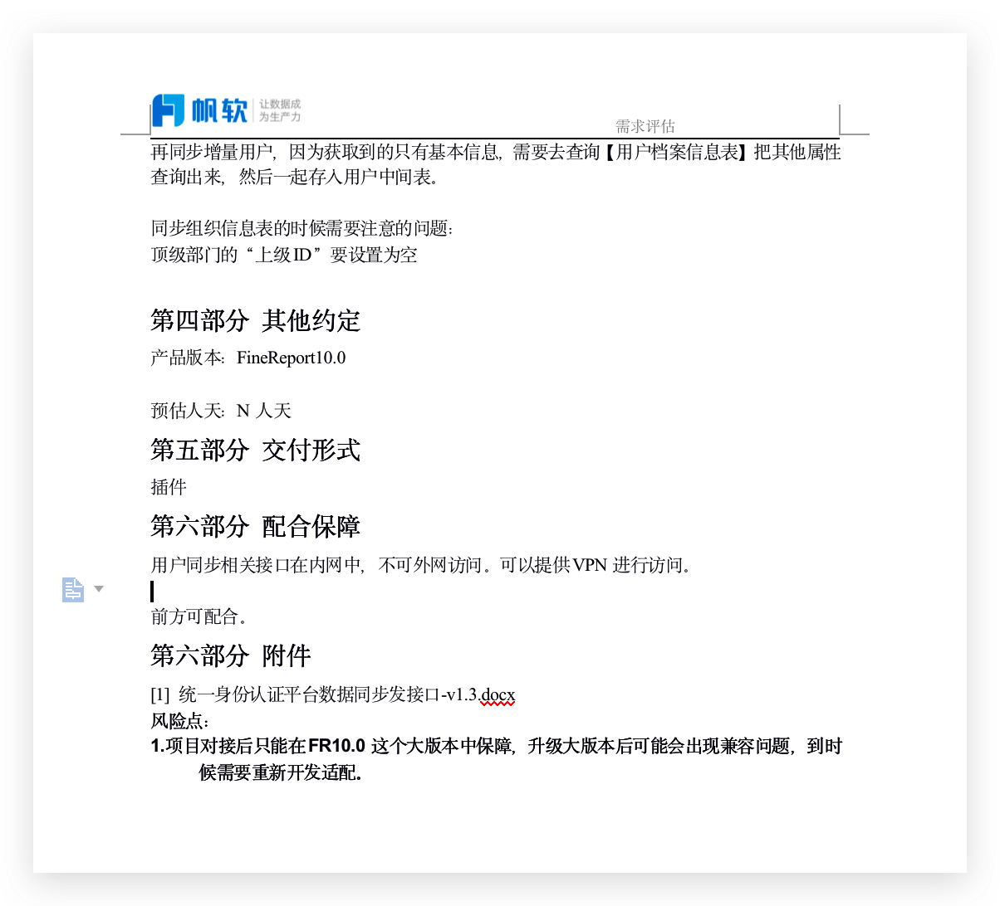 帆软
让数据成
为生产力
需求评估
再同步增量用户，因为获取到的只有基本信息，需要去查询【用户档案信息表】把其他属性
查询出来，然后一起存入用户中间表。
同步组织信息表的时候需要注意的问题：
顶级部门的“上级ID”要设置为空
第四部分 其他约定
产品版本：FineReport10.0
预估人天：N 人天
第五部分 交付形式
插件
第六部分 配合保障
用户同步相关接口在内网中，不可外网访问。可以提供VPN 进行访问。
前方可配合。
第六部分 附件
[1] 统一身份认证平台数据同步发接口-v1.3.docx
风险点：
1.项目对接后只能在FR10.0 这个大版本中保障，升级大版本后可能会出现兼容问题，到时
候需要重新开发适配。